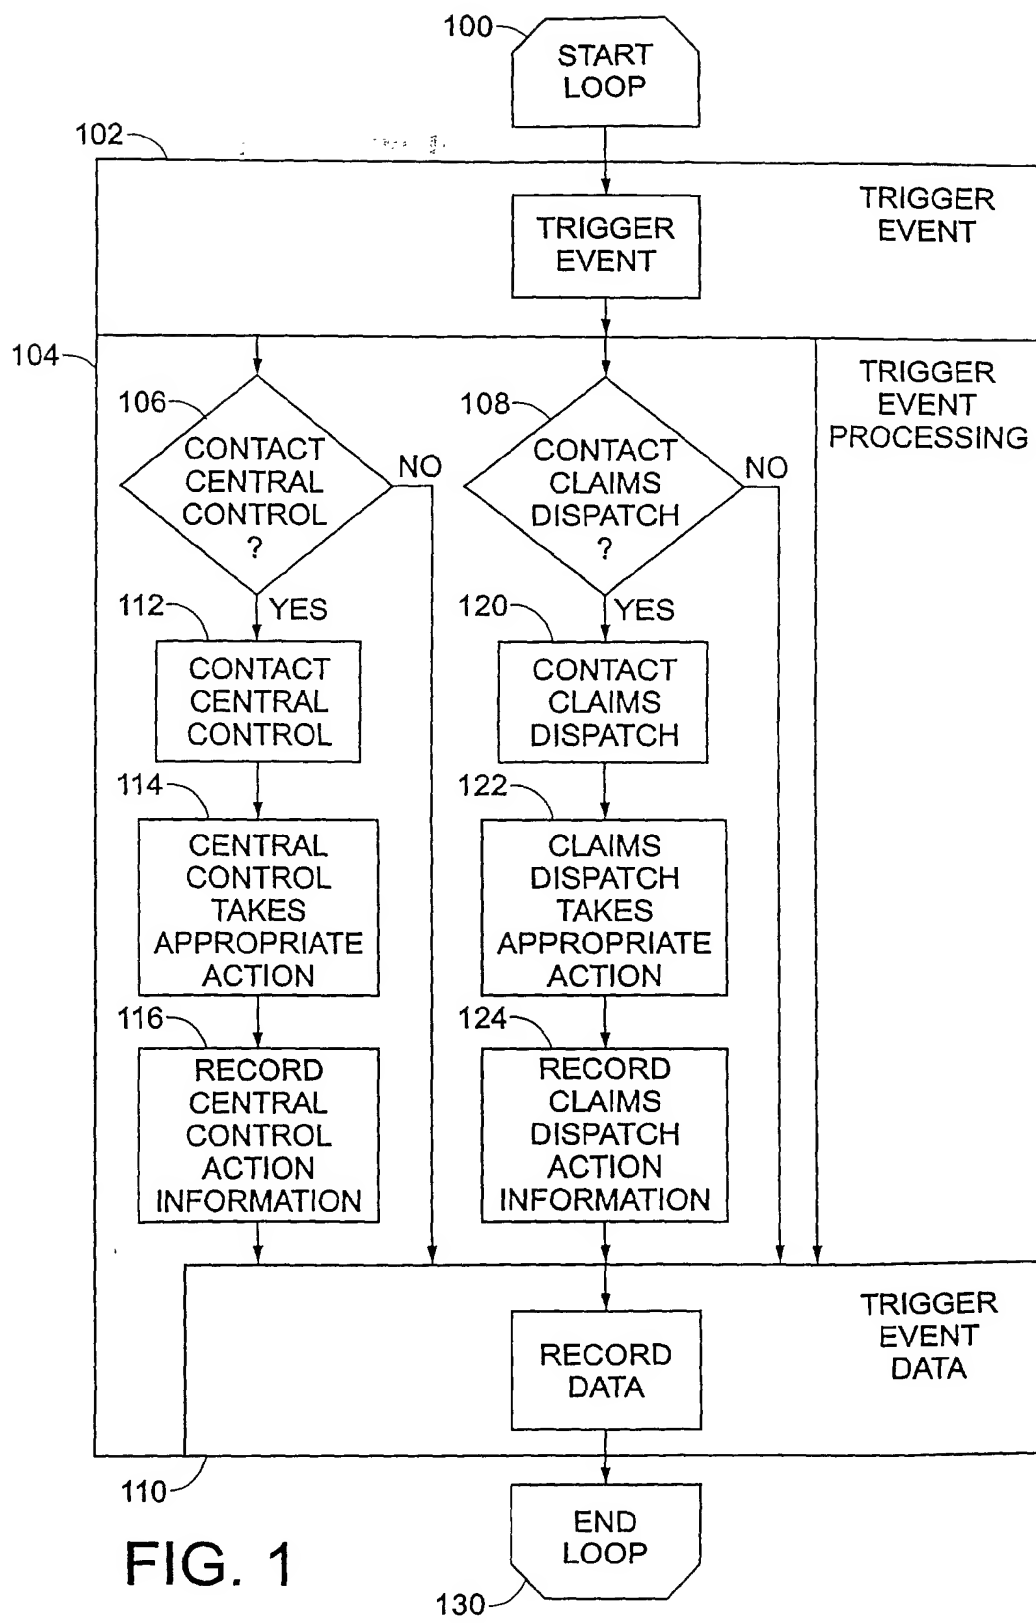 100
START
LOOP
102
TRIGGER
EVENT
TRIGGER
EVENT
104
TRIGGER
EVENT
PROCESSING
106
CONTACT
CENTRAL
CONTROL
?
NO
YES
108
CONTACT
CLAIMS
DISPATCH
?
NO
YES
112
CONTACT
CENTRAL
CONTROL
120
CONTACT
CLAIMS
DISPATCH
114
CENTRAL
CONTROL
TAKES
APPROPRIATE
ACTION
122
CLAIMS
DISPATCH
TAKES
APPROPRIATE
ACTION
116
RECORD
CENTRAL
CONTROL
ACTION
INFORMATION
124
RECORD
CLAIMS
DISPATCH
ACTION
INFORMATION
TRIGGER
EVENT
DATA
RECORD
DATA
110
END
LOOP
130
FIG. 1